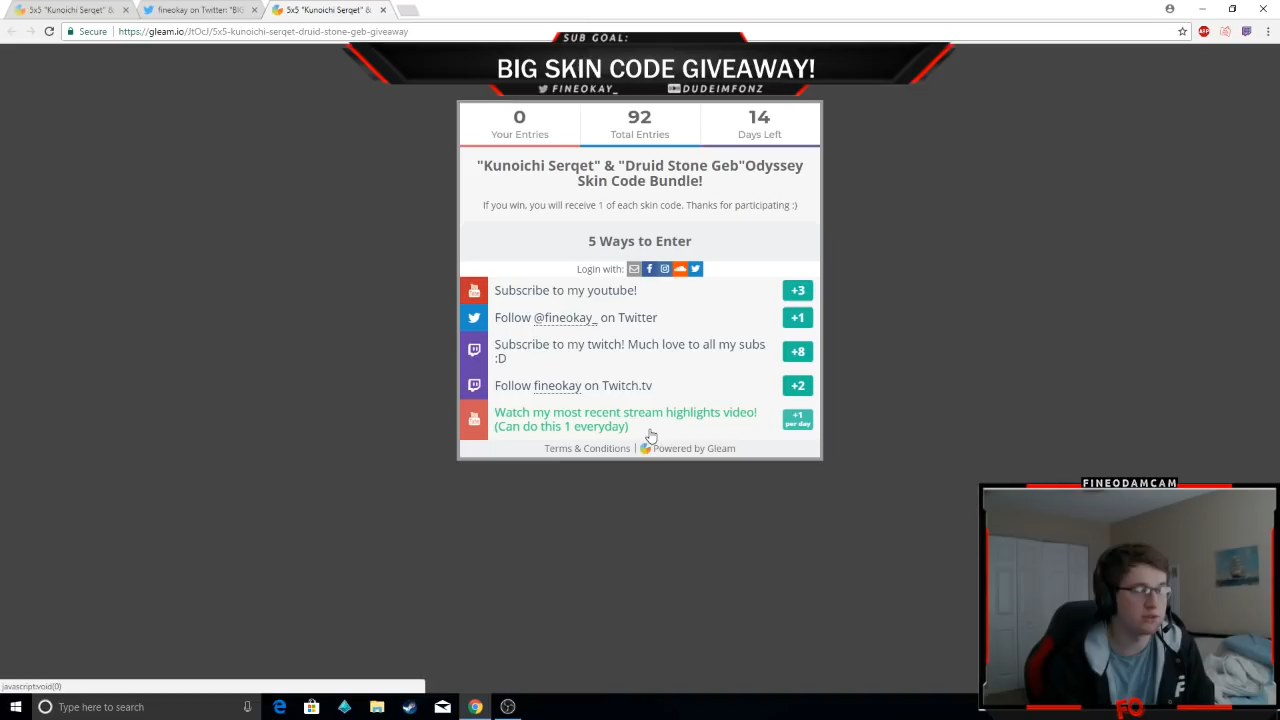 5x5 "Kunoichi Serqet" &
fineokay on Twitter: "BIG
5x5 "Kunoichi Serqet" &
Secure
https://gleam.io/JtOcJ/5x5-kunoichi-serqet-druid-stone-geb-giveaway
SUB GOAL:
BIG SKIN CODE GIVEAWAY!
FINEOKAY_
DUDEIMFONZ
0
92
14
Your Entries
Total Entries
Days Left
"Kunoichi Serqet" & "Druid Stone Geb"Odyssey
Skin Code Bundle!
If you win, you will receive 1 of each skin code. Thanks for participating :)
5 Ways to Enter
Login with:
Subscribe to my youtube!
+3
Follow @fineokay_ on Twitter
+1
Subscribe to my twitch! Much love to all my subs
:D
+8
Follow fineokay on Twitch.tv
+2
Watch my most recent stream highlights video!
(Can do this 1 everyday)
+1
per day
Terms & Conditions | Powered by Gleam
FINEODAMCAM
FO
javascript:void(0)
Type here to search